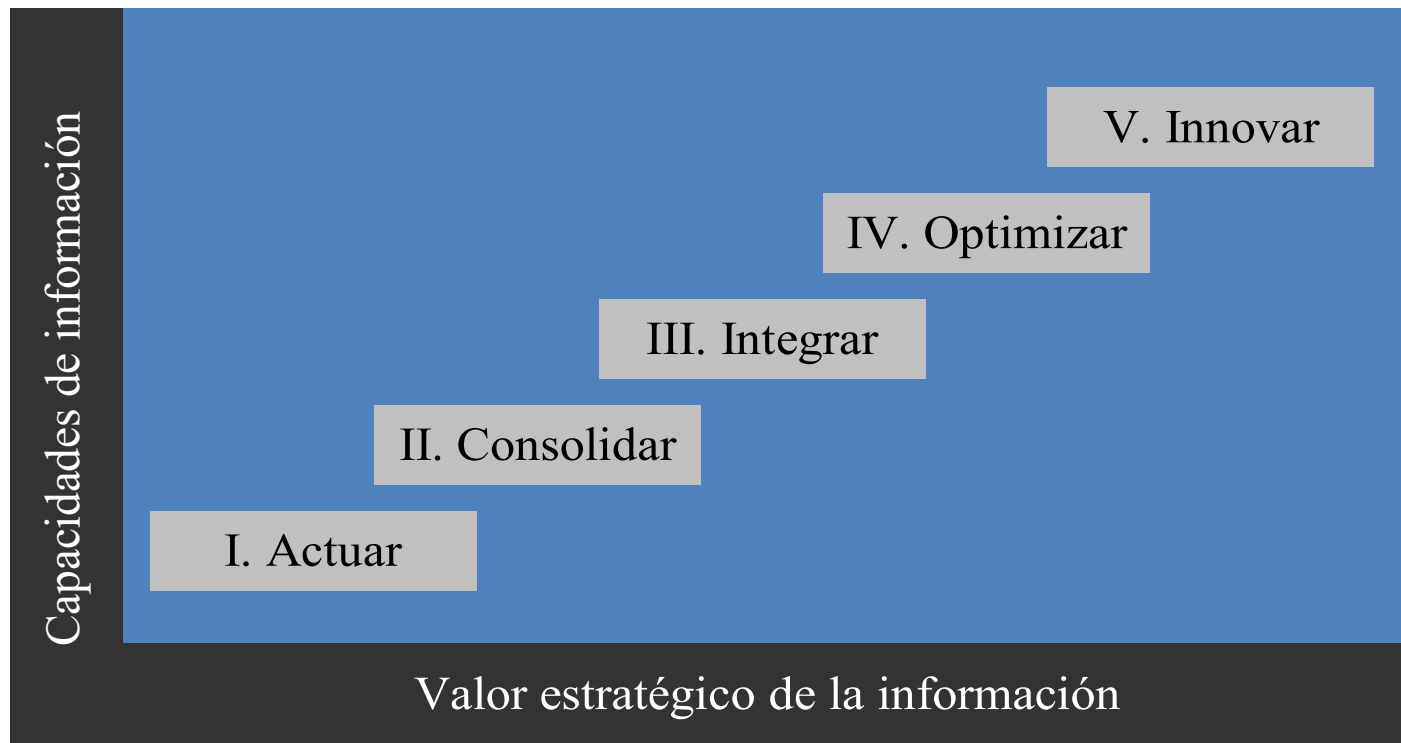 Capacidades de información
V. Innovar
IV. Optimizar
III. Integrar
II. Consolidar
I. Actuar
Valor estratégico de la información